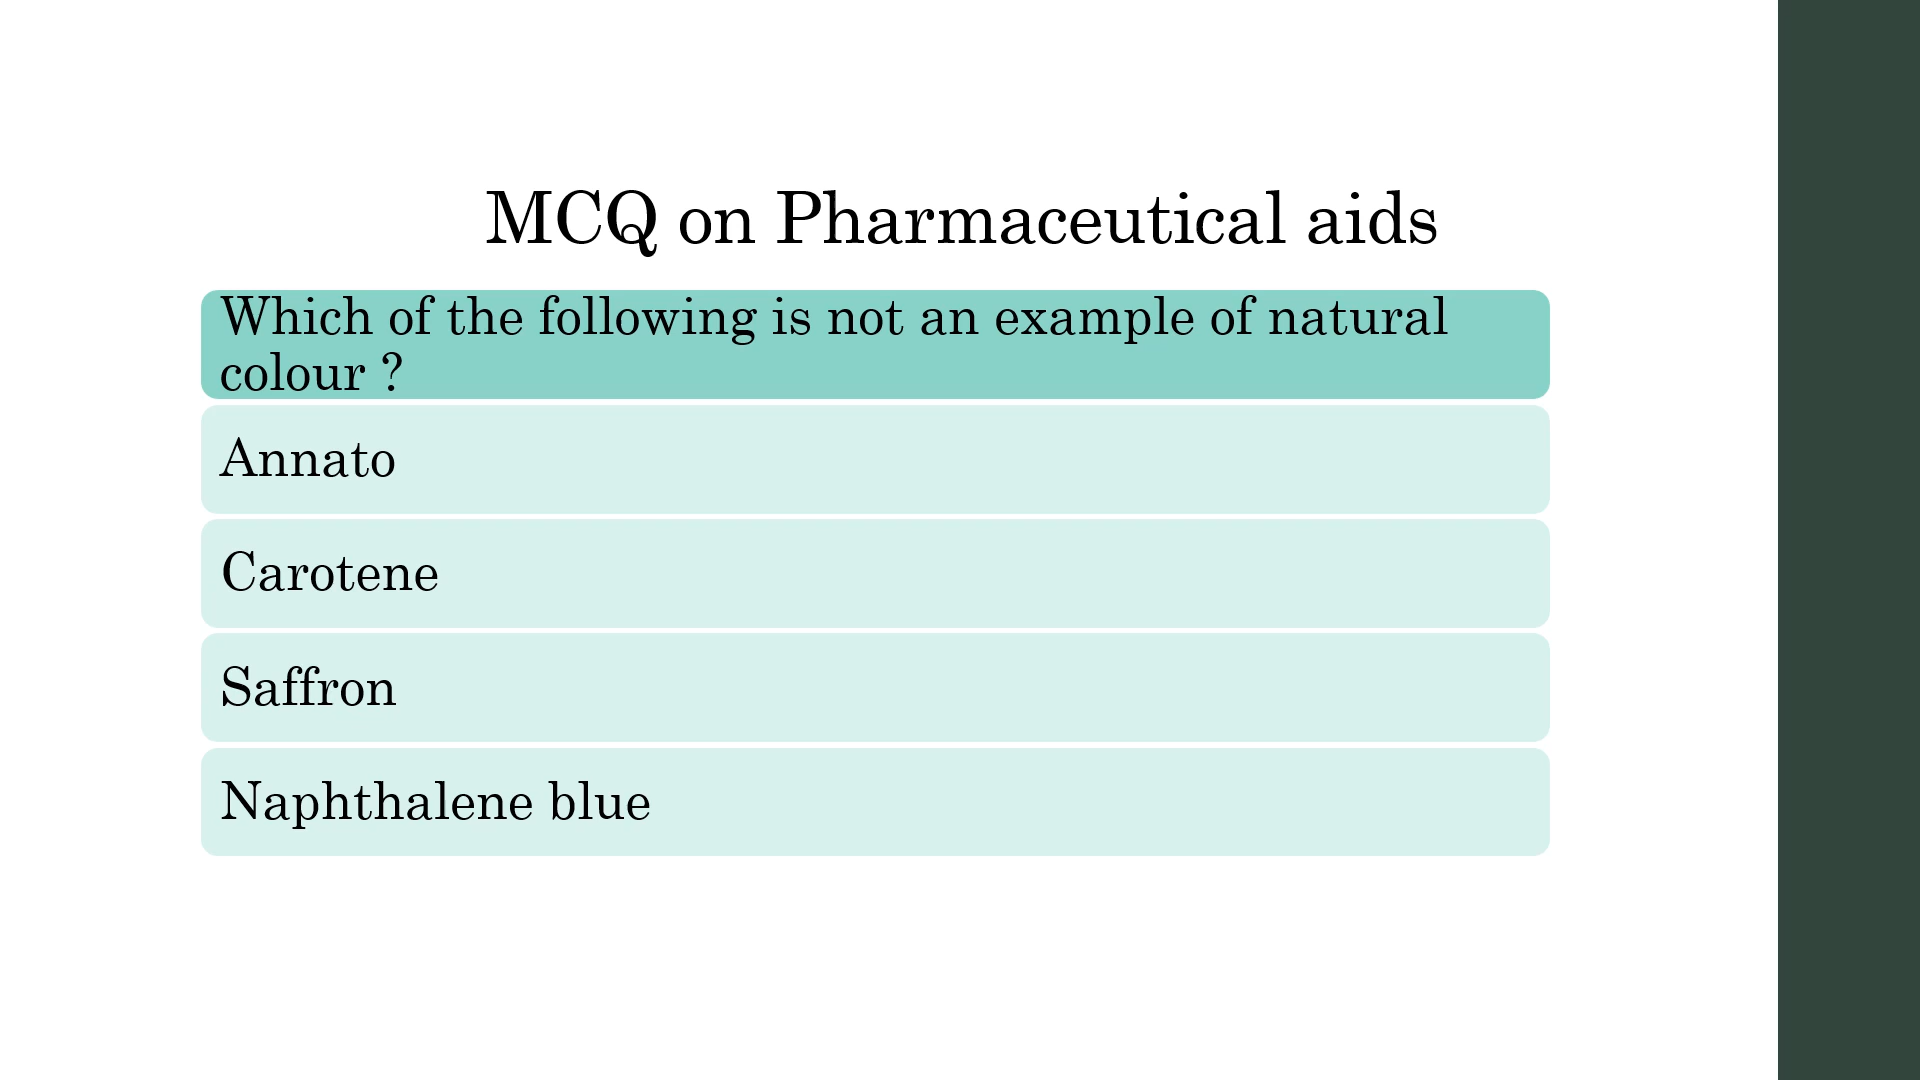 MCQ on Pharmaceutical aids
Which of the following is not an example of natural
colour ?
Annato
Carotene
Saffron
Naphthalene blue